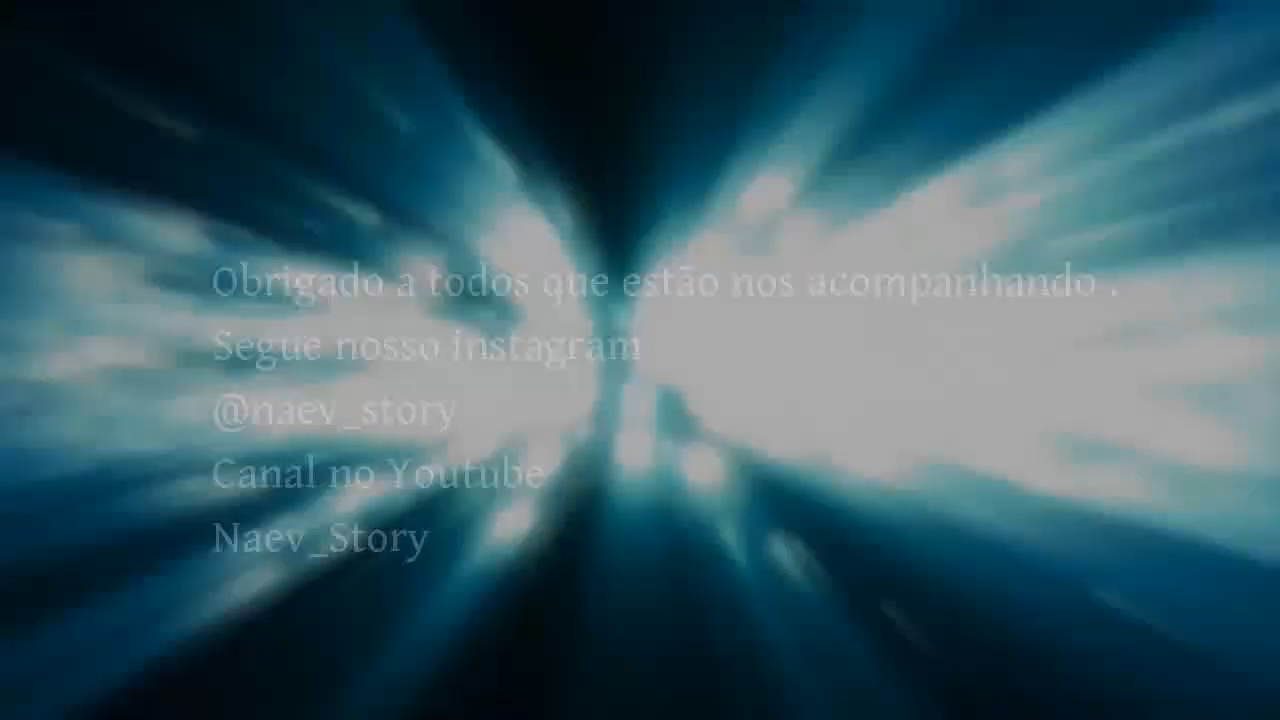 Obrigado a todos que estão nos acompanhando .
Segue nosso instagram
@naev_story
Canal no Youtube
Naev_Story